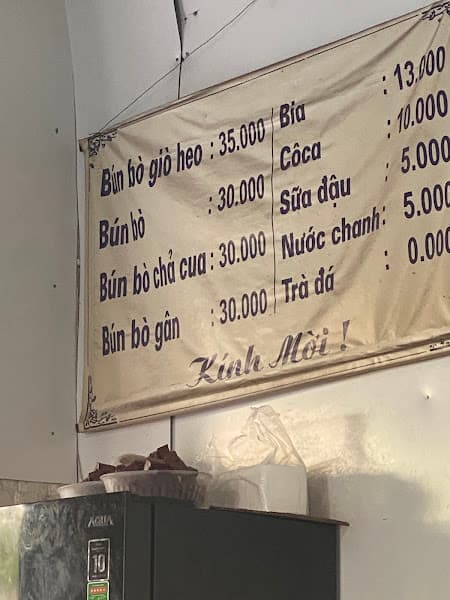 Bún bò giò heo : 35.000
Bún bò : 30.000
Bún bò chả cua : 30.000
Bún bò gân : 30.000
Bia : 13.000
Côca : 10.000
Sữa đậu : 5.000
Nước chanh : 5.000
Trà đá : 0.000
Kính Mời !
AQUA
10